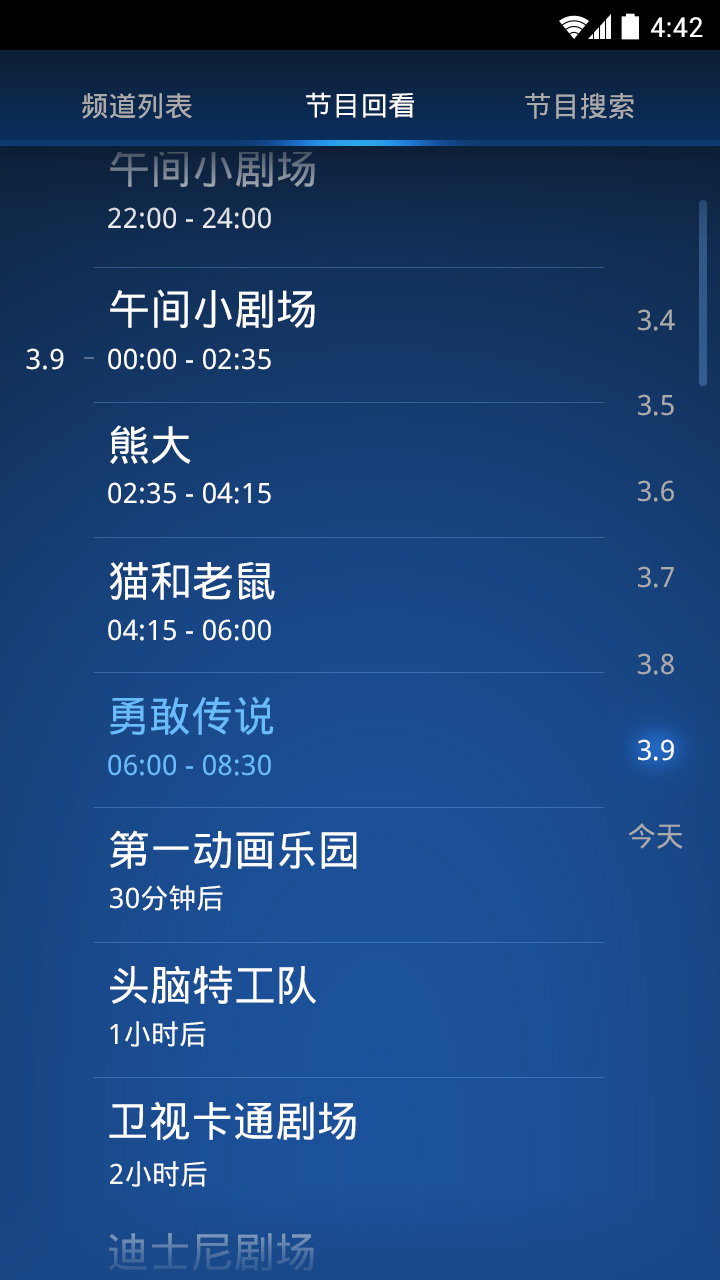 4:42
频道列表 节目回看 节目搜索
午间小剧场
22:00 - 24:00
午间小剧场
3.9 - 00:00 - 02:35
熊大
02:35 - 04:15
猫和老鼠
04:15 - 06:00
勇敢传说
06:00 - 08:30
第一动画乐园
30分钟后
头脑特工队
1小时后
卫视卡通剧场
2小时后
迪士尼剧场
3.4
3.5
3.6
3.7
3.8
3.9
今天